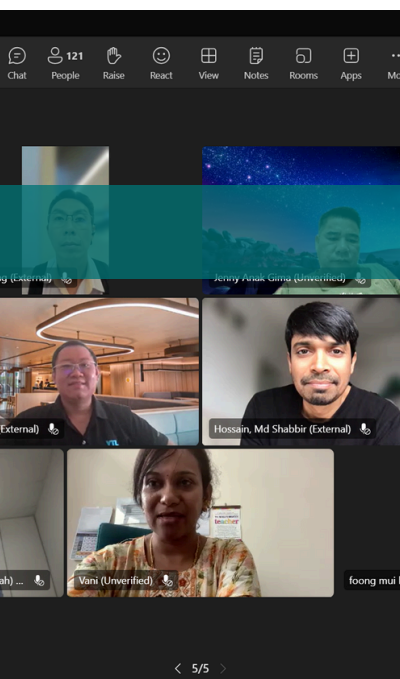 121
Chat People Raise React View Notes Rooms Apps Mo
g (External)
Jenny Anak Gima (Unverified)
External)
YTL
Hossain, Md Shabbir (External)
teacher
ah) ...
Vani (Unverified)
foong mui
5/5